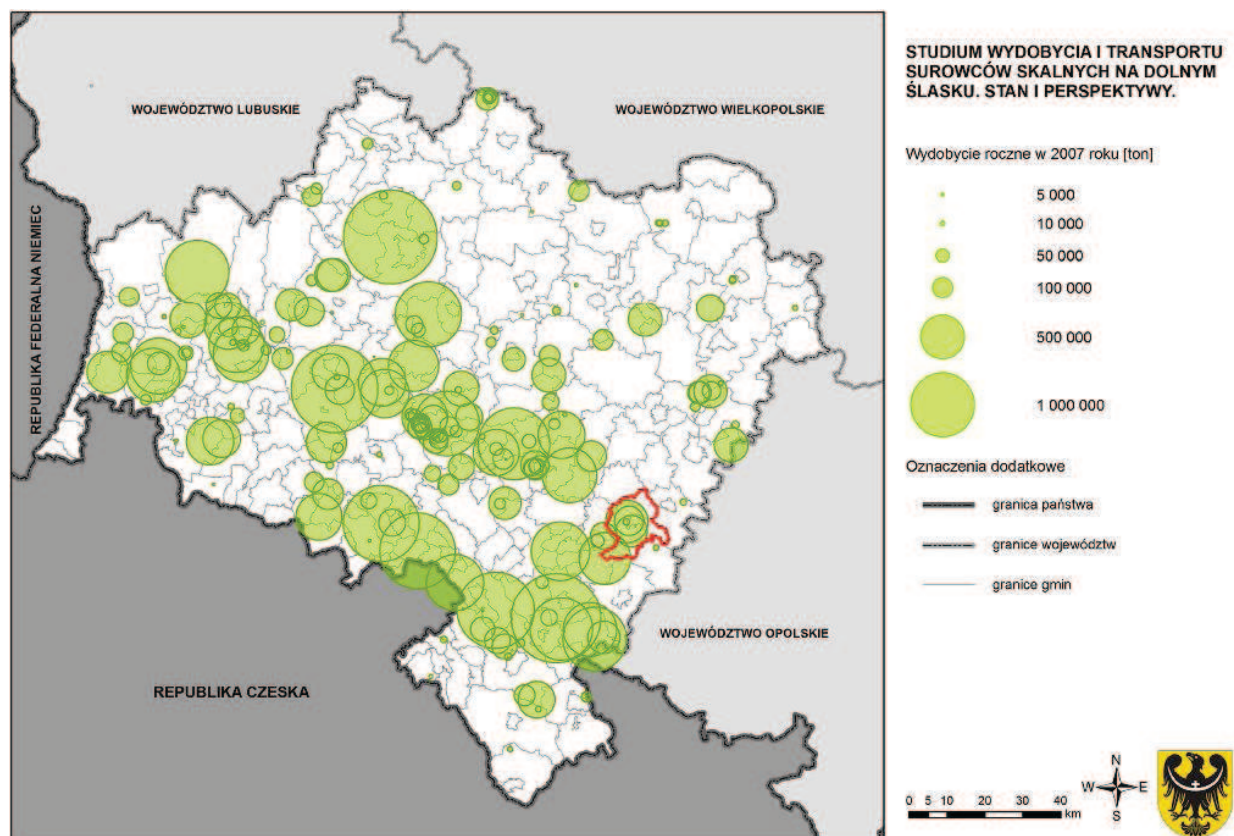 STUDIUM WYDOBYCIA I TRANSPORTU
SUROWCÓW SKALNYCH NA DOLNYM
ŚLASKU. STAN I PERSPEKTYWY.
WOJEWÓDZTWO LUBUSKIE
WOJEWÓDZTWO WIELKOPOLSKIE
REPUBLIKA FEDERALNA NIEMIEC
WOJEWÓDZTWO OPOLSKIE
REPUBLIKA CZESKA
Wydobycie roczne w 2007 roku [ton]
5 000
10 000
50 000
100 000
500 000
1 000 000
Oznaczenia dodatkowe
granica państwa
granice województw
granice gmin
N
W E
S
0 5 10 20 30 40
km